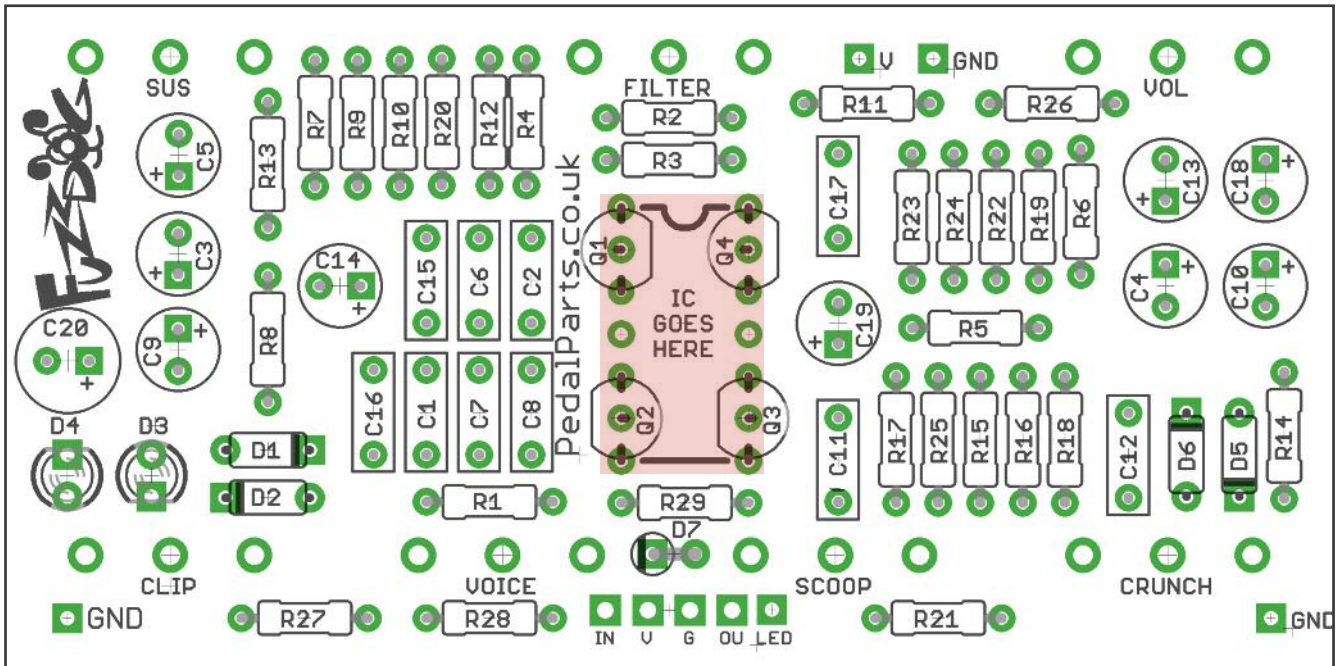 V
GND
SUS
FILTER
VOL
R7
R9
R10
R20
R12
R4
R2
R11
R26
FuzzDog
C5
R13
R3
C17
C13
C18
R23
R24
R22
R19
R6
PedalParts.co.uk
C3
C14
C15
C6
C2
Q1
Q4
IC
GOES
HERE
C4
C10
C19
R5
C20
C9
R8
C16
C1
C7
C8
Q2
Q3
C11
R17
R25
R15
R16
R18
C12
D6
D5
R14
D4
D3
D1
D2
R1
R29
D7
CLIP
VOICE
SCOOP
CRUNCH
GND
R27
R28
IN
V
G
OU
LED
R21
GND
+
+
+
+
+
+
+
+
+
+